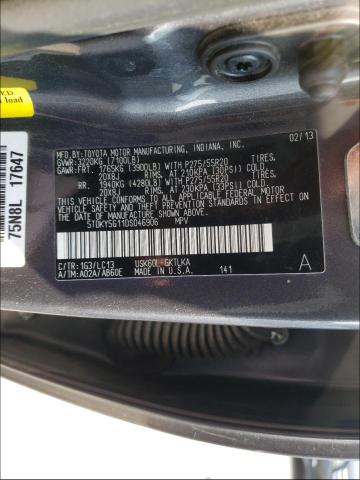 load
75N8L 17647
MFD. BY: TOYOTA MOTOR MANUFACTURING, INDIANA, INC.
GVWR: 3220KG (7100LB) 02/13
GAWR: FRT. 1765KG (3900LB) WITH P275/55R20 TIRES,
20X8J RIMS, AT 210KPA (30PSI) COLD
RR. 1940KG (4280LB) WITH P275/55R20 TIRES,
20X8J RIMS, AT 230KPA (33PSI) COLD
THIS VEHICLE CONFORMS TO ALL APPLICABLE FEDERAL MOTOR
VEHICLE SAFETY AND THEFT PREVENTION
STANDARDS IN EFFECT ON THE DATE OF
MANUFACTURE SHOWN ABOVE.
5TDKY5G11DS046906 MPV
C/TR: 1G3/LC13 USK60L-GKTLKA
A/TM: A02A/AB60E MADE IN U.S.A. 141
A